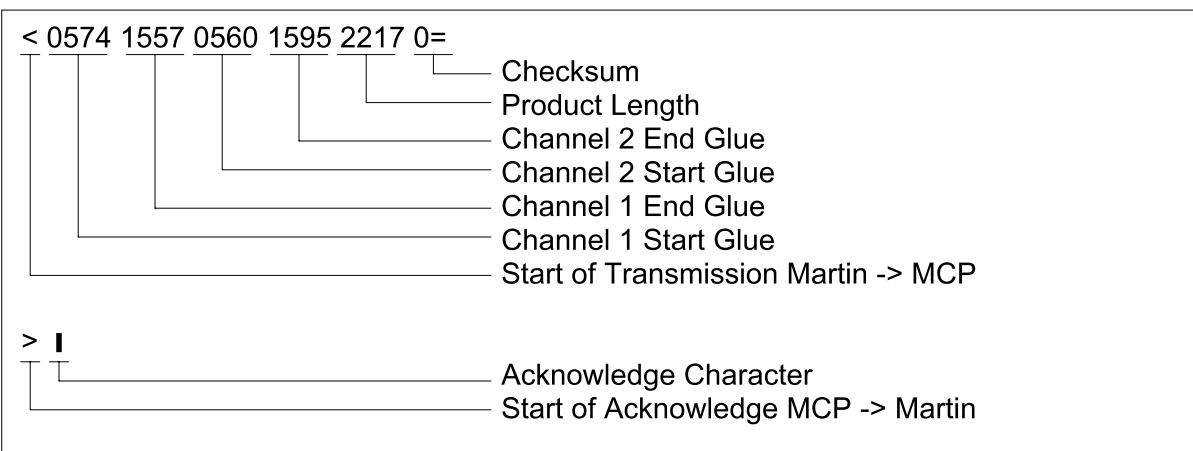 < 0574 1557 0560 1595 2217 0=
Checksum
Product Length
Channel 2 End Glue
Channel 2 Start Glue
Channel 1 End Glue
Channel 1 Start Glue
Start of Transmission Martin -> MCP
> I
Acknowledge Character
Start of Acknowledge MCP -> Martin